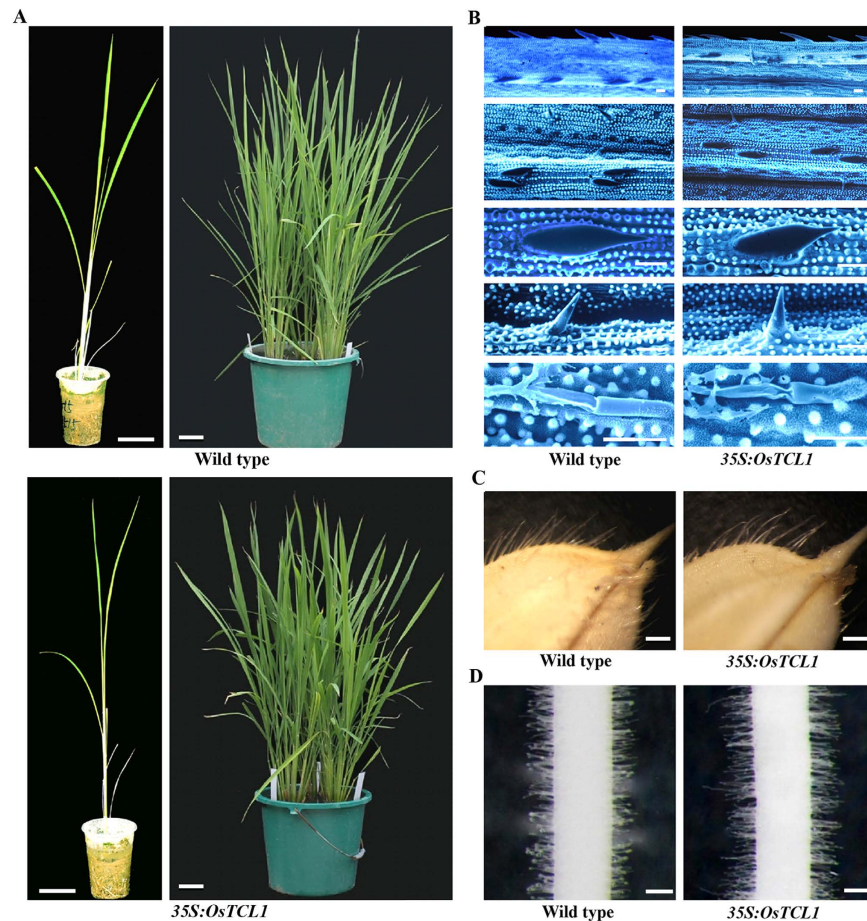 A
B
Wild type
Wild type
35S:OsTCL1
C
Wild type
35S:OsTCL1
D
35S:OsTCL1
Wild type
35S:OsTCL1